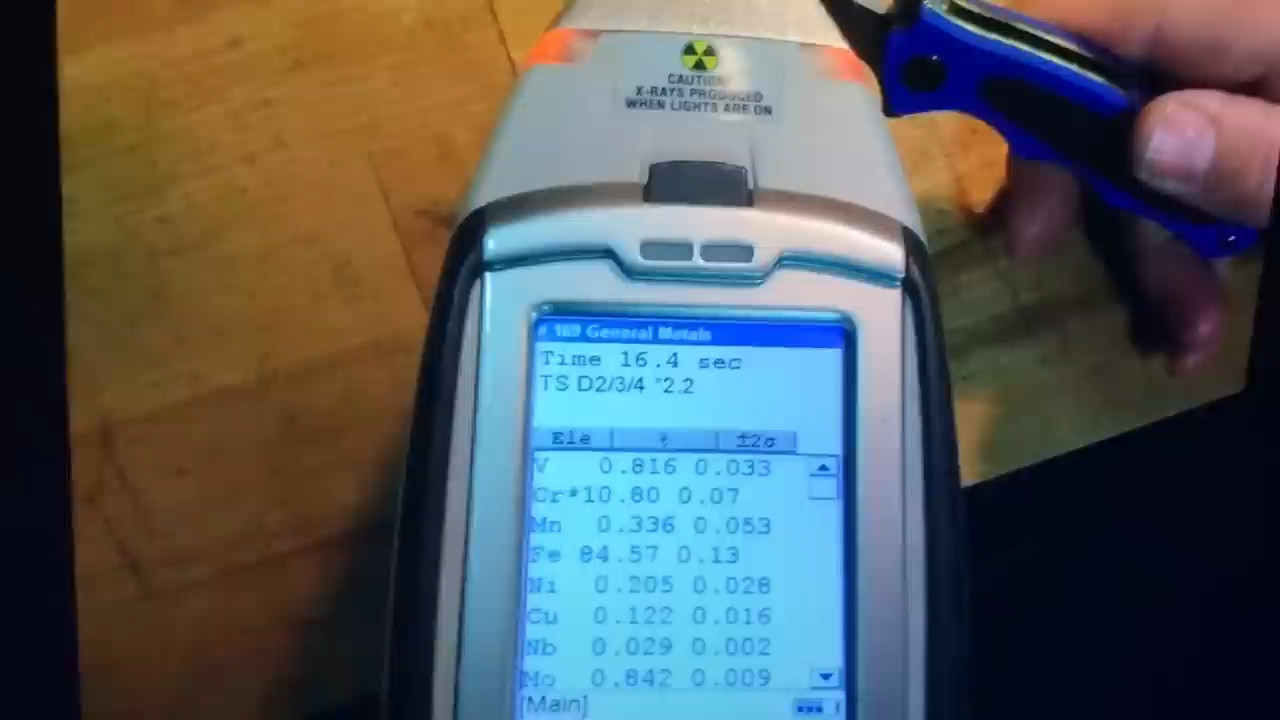 CAUTION
X-RAYS PRODUCED
WHEN LIGHTS ARE ON
# 169 General Metals
Time 16.4 sec
TS D2/3/4 *2.2
Ele % ±2σ
V 0.816 0.033
Cr*10.80 0.07
Mn 0.336 0.053
Fe 84.57 0.13
Ni 0.205 0.028
Cu 0.122 0.016
Nb 0.029 0.002
Mo 0.842 0.009
[Main]